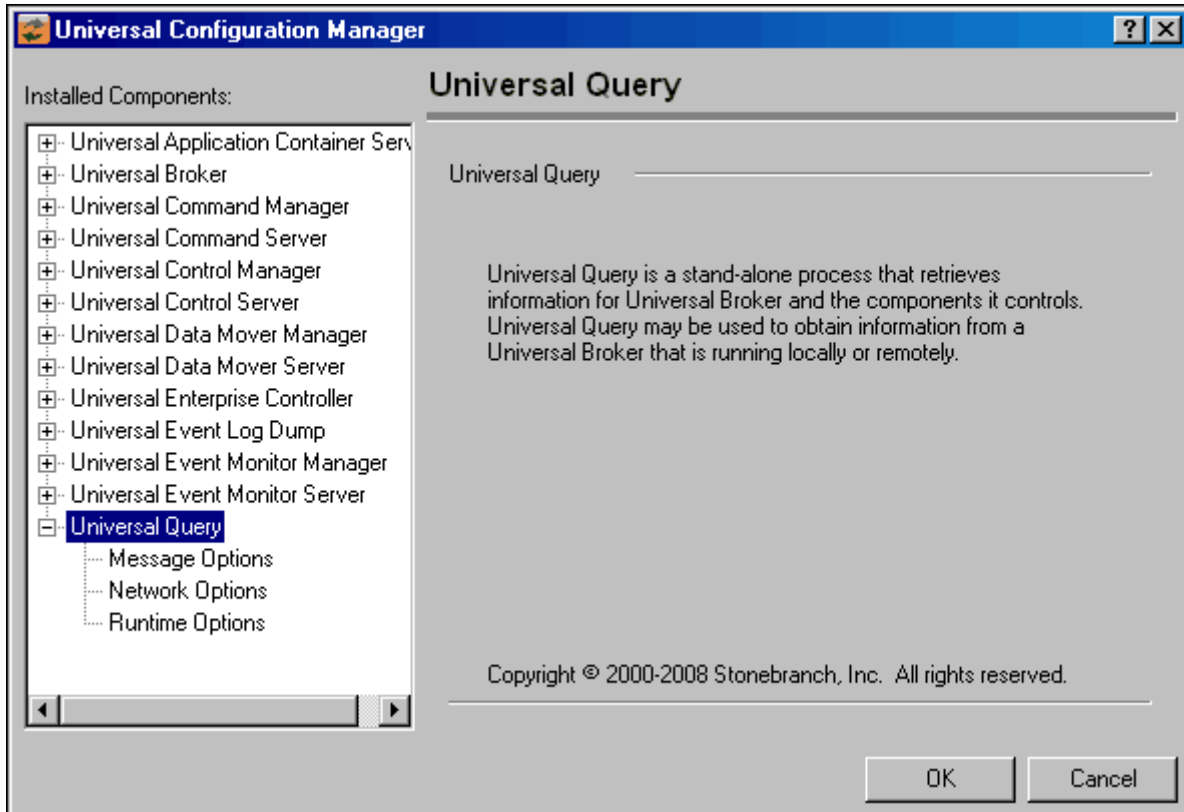 Universal Configuration Manager
Installed Components:
Universal Application Container Serv
Universal Broker
Universal Command Manager
Universal Command Server
Universal Control Manager
Universal Control Server
Universal Data Mover Manager
Universal Data Mover Server
Universal Enterprise Controller
Universal Event Log Dump
Universal Event Monitor Manager
Universal Event Monitor Server
Universal Query
Message Options
Network Options
Runtime Options
Universal Query
Universal Query
Universal Query is a stand-alone process that retrieves
information for Universal Broker and the components it controls.
Universal Query may be used to obtain information from a
Universal Broker that is running locally or remotely.
Copyright © 2000-2008 Stonebranch, Inc.  All rights reserved.
OK
Cancel